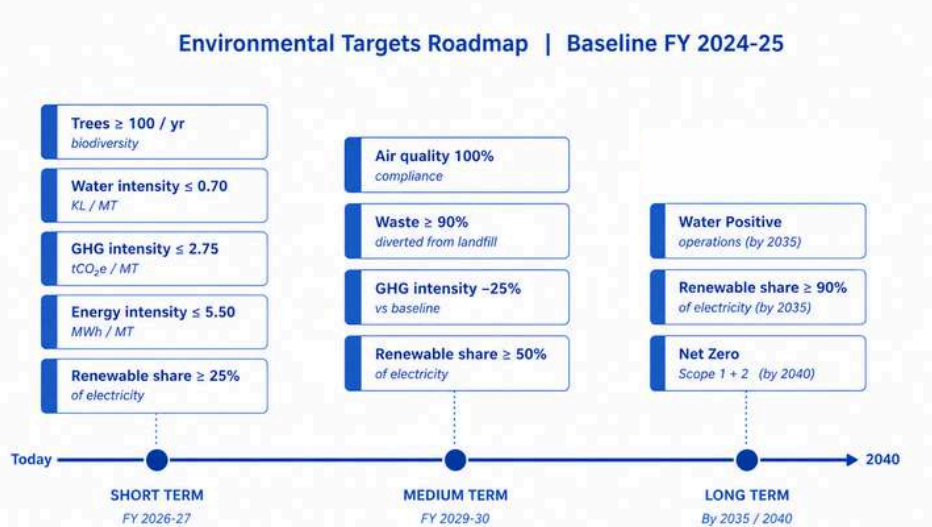 Environmental Targets Roadmap | Baseline FY 2024-25
Trees ≥ 100 / yr
biodiversity
Water intensity ≤ 0.70
KL / MT
GHG intensity ≤ 2.75
tCO₂e / MT
Energy intensity ≤ 5.50
MWh / MT
Renewable share ≥ 25%
of electricity
Air quality 100%
compliance
Waste ≥ 90%
diverted from landfill
GHG intensity −25%
vs baseline
Renewable share ≥ 50%
of electricity
Water Positive
operations (by 2035)
Renewable share ≥ 90%
of electricity (by 2035)
Net Zero
Scope 1 + 2 (by 2040)
Today
2040
SHORT TERM
FY 2026-27
MEDIUM TERM
FY 2029-30
LONG TERM
By 2035 / 2040